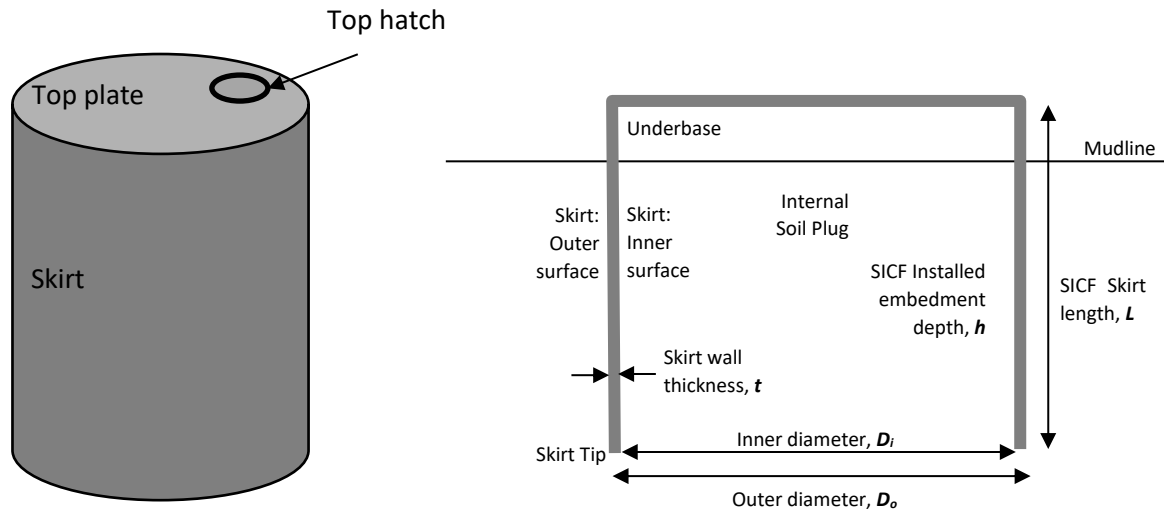 Top hatch
Top plate
Skirt
Underbase
Mudline
Skirt:
Outer
surface
Skirt:
Inner
surface
Internal
Soil Plug
SICF Installed
embedment
depth, h
SICF Skirt
length, L
Skirt wall
thickness, t
Skirt Tip
Inner diameter, Di
Outer diameter, Do